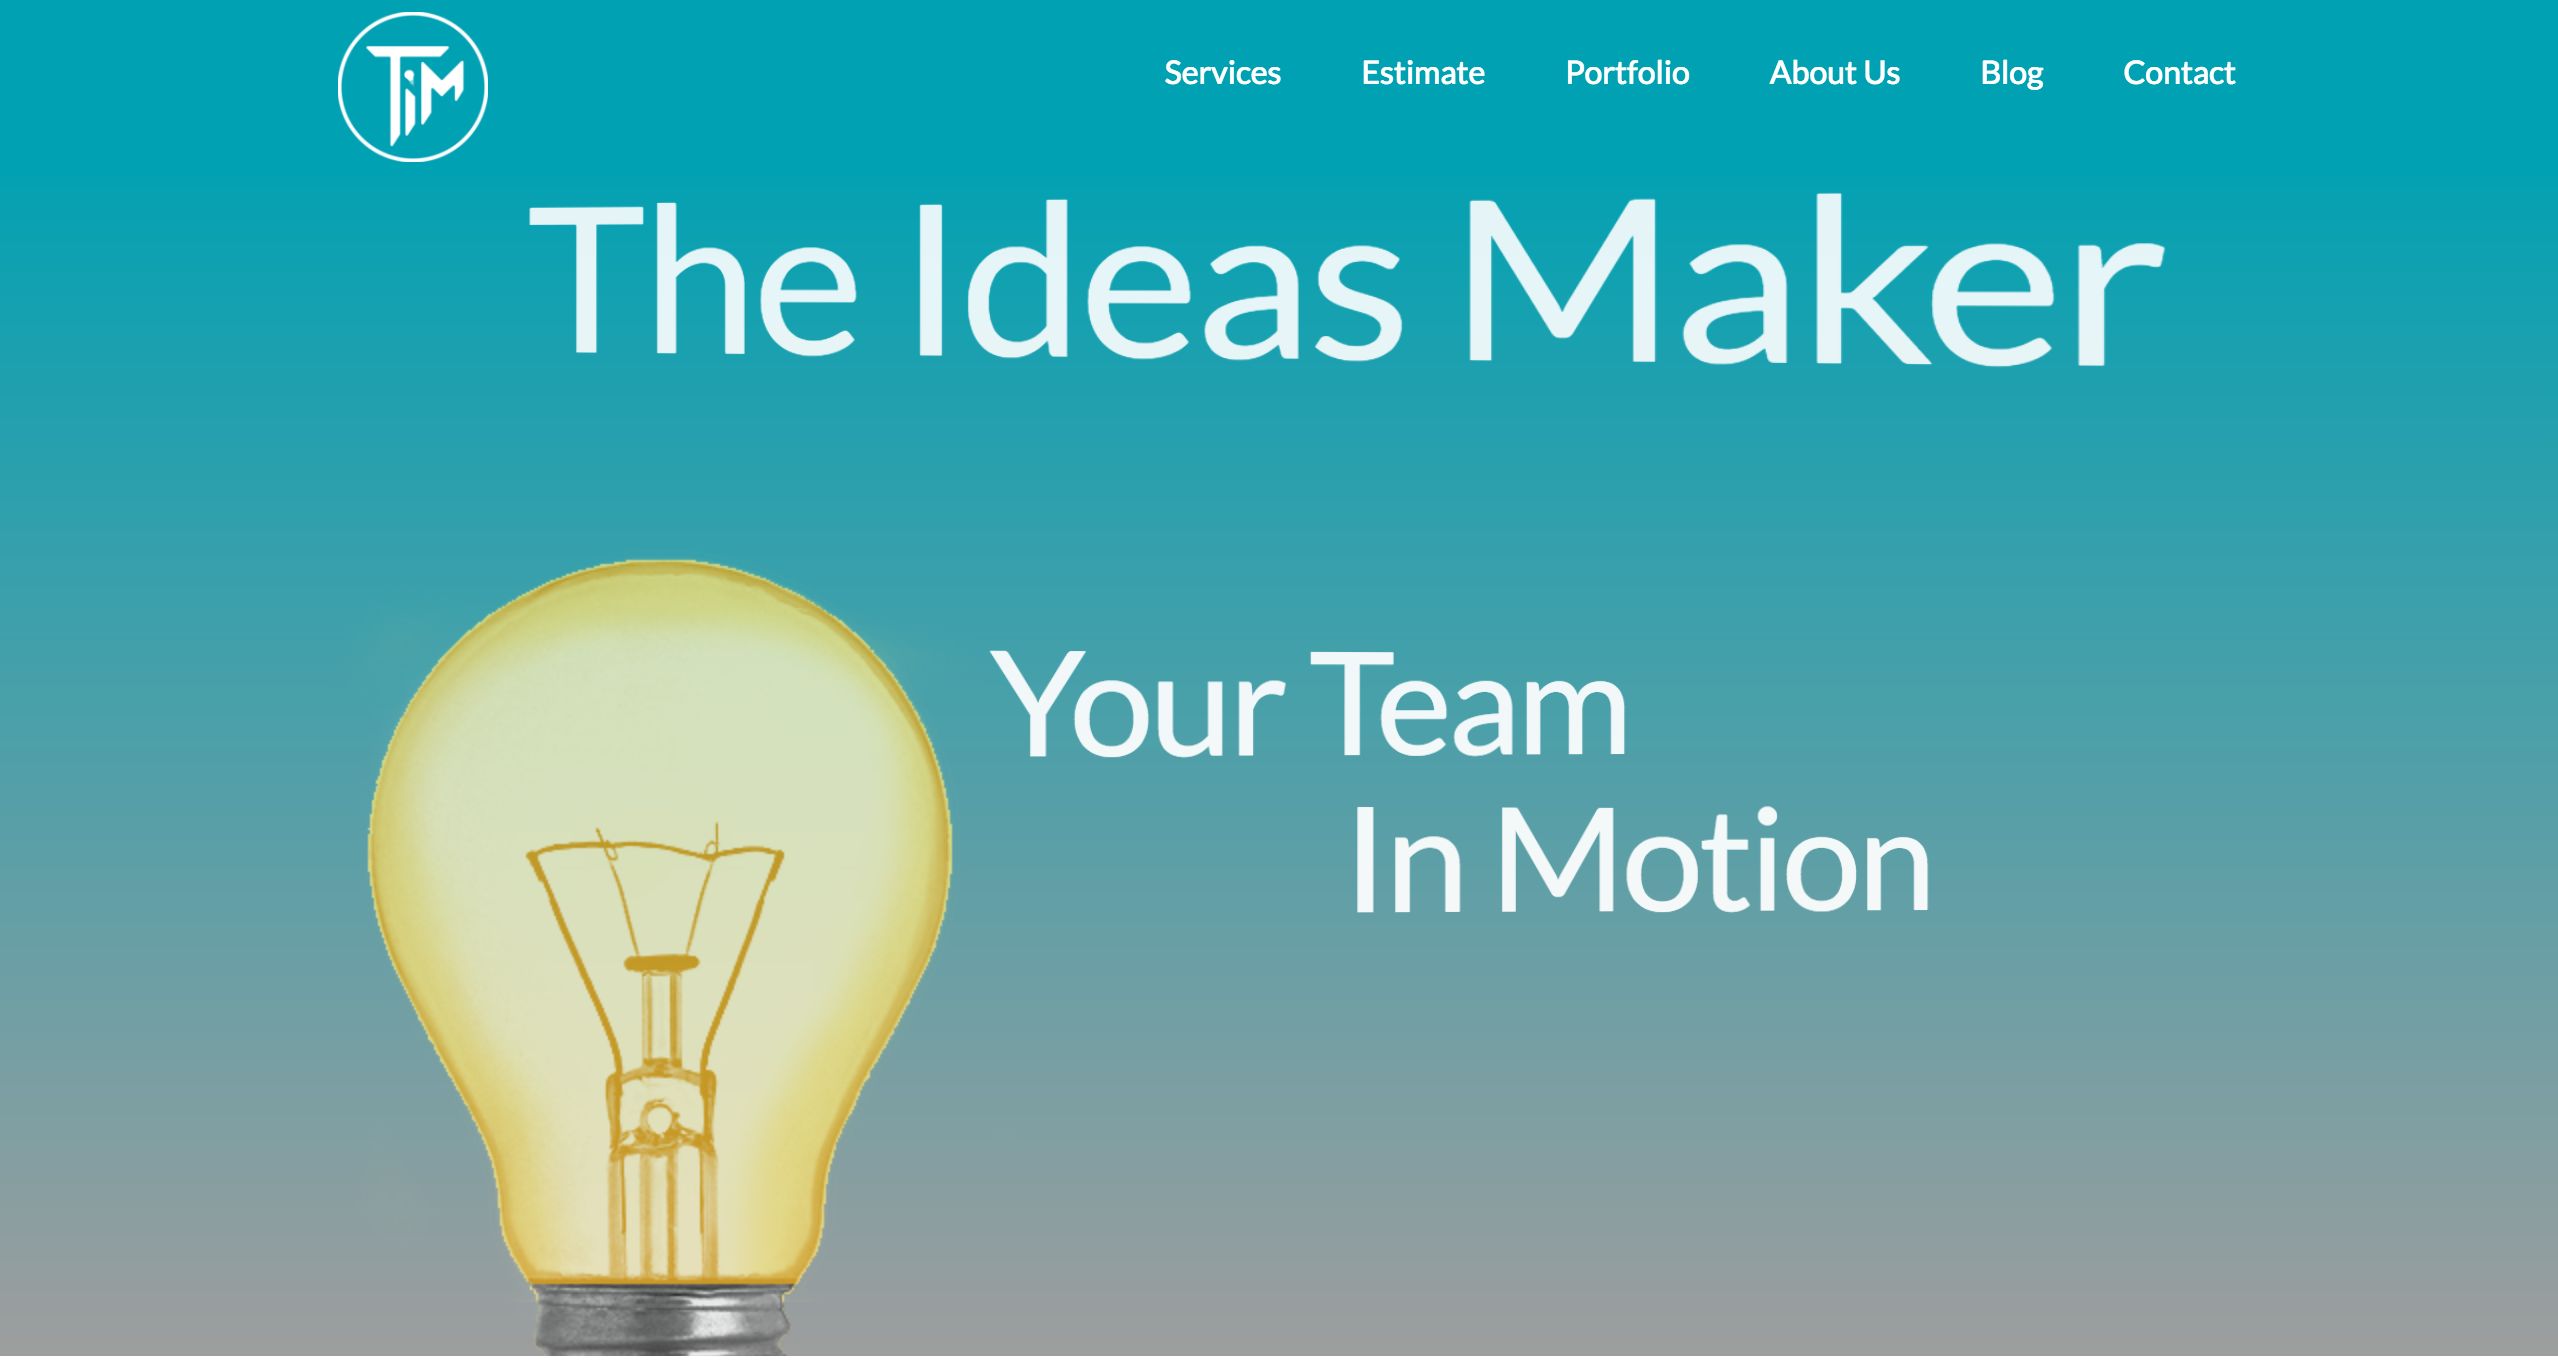 TiM
Services Estimate Portfolio About Us Blog Contact
The Ideas Maker
Your Team
In Motion